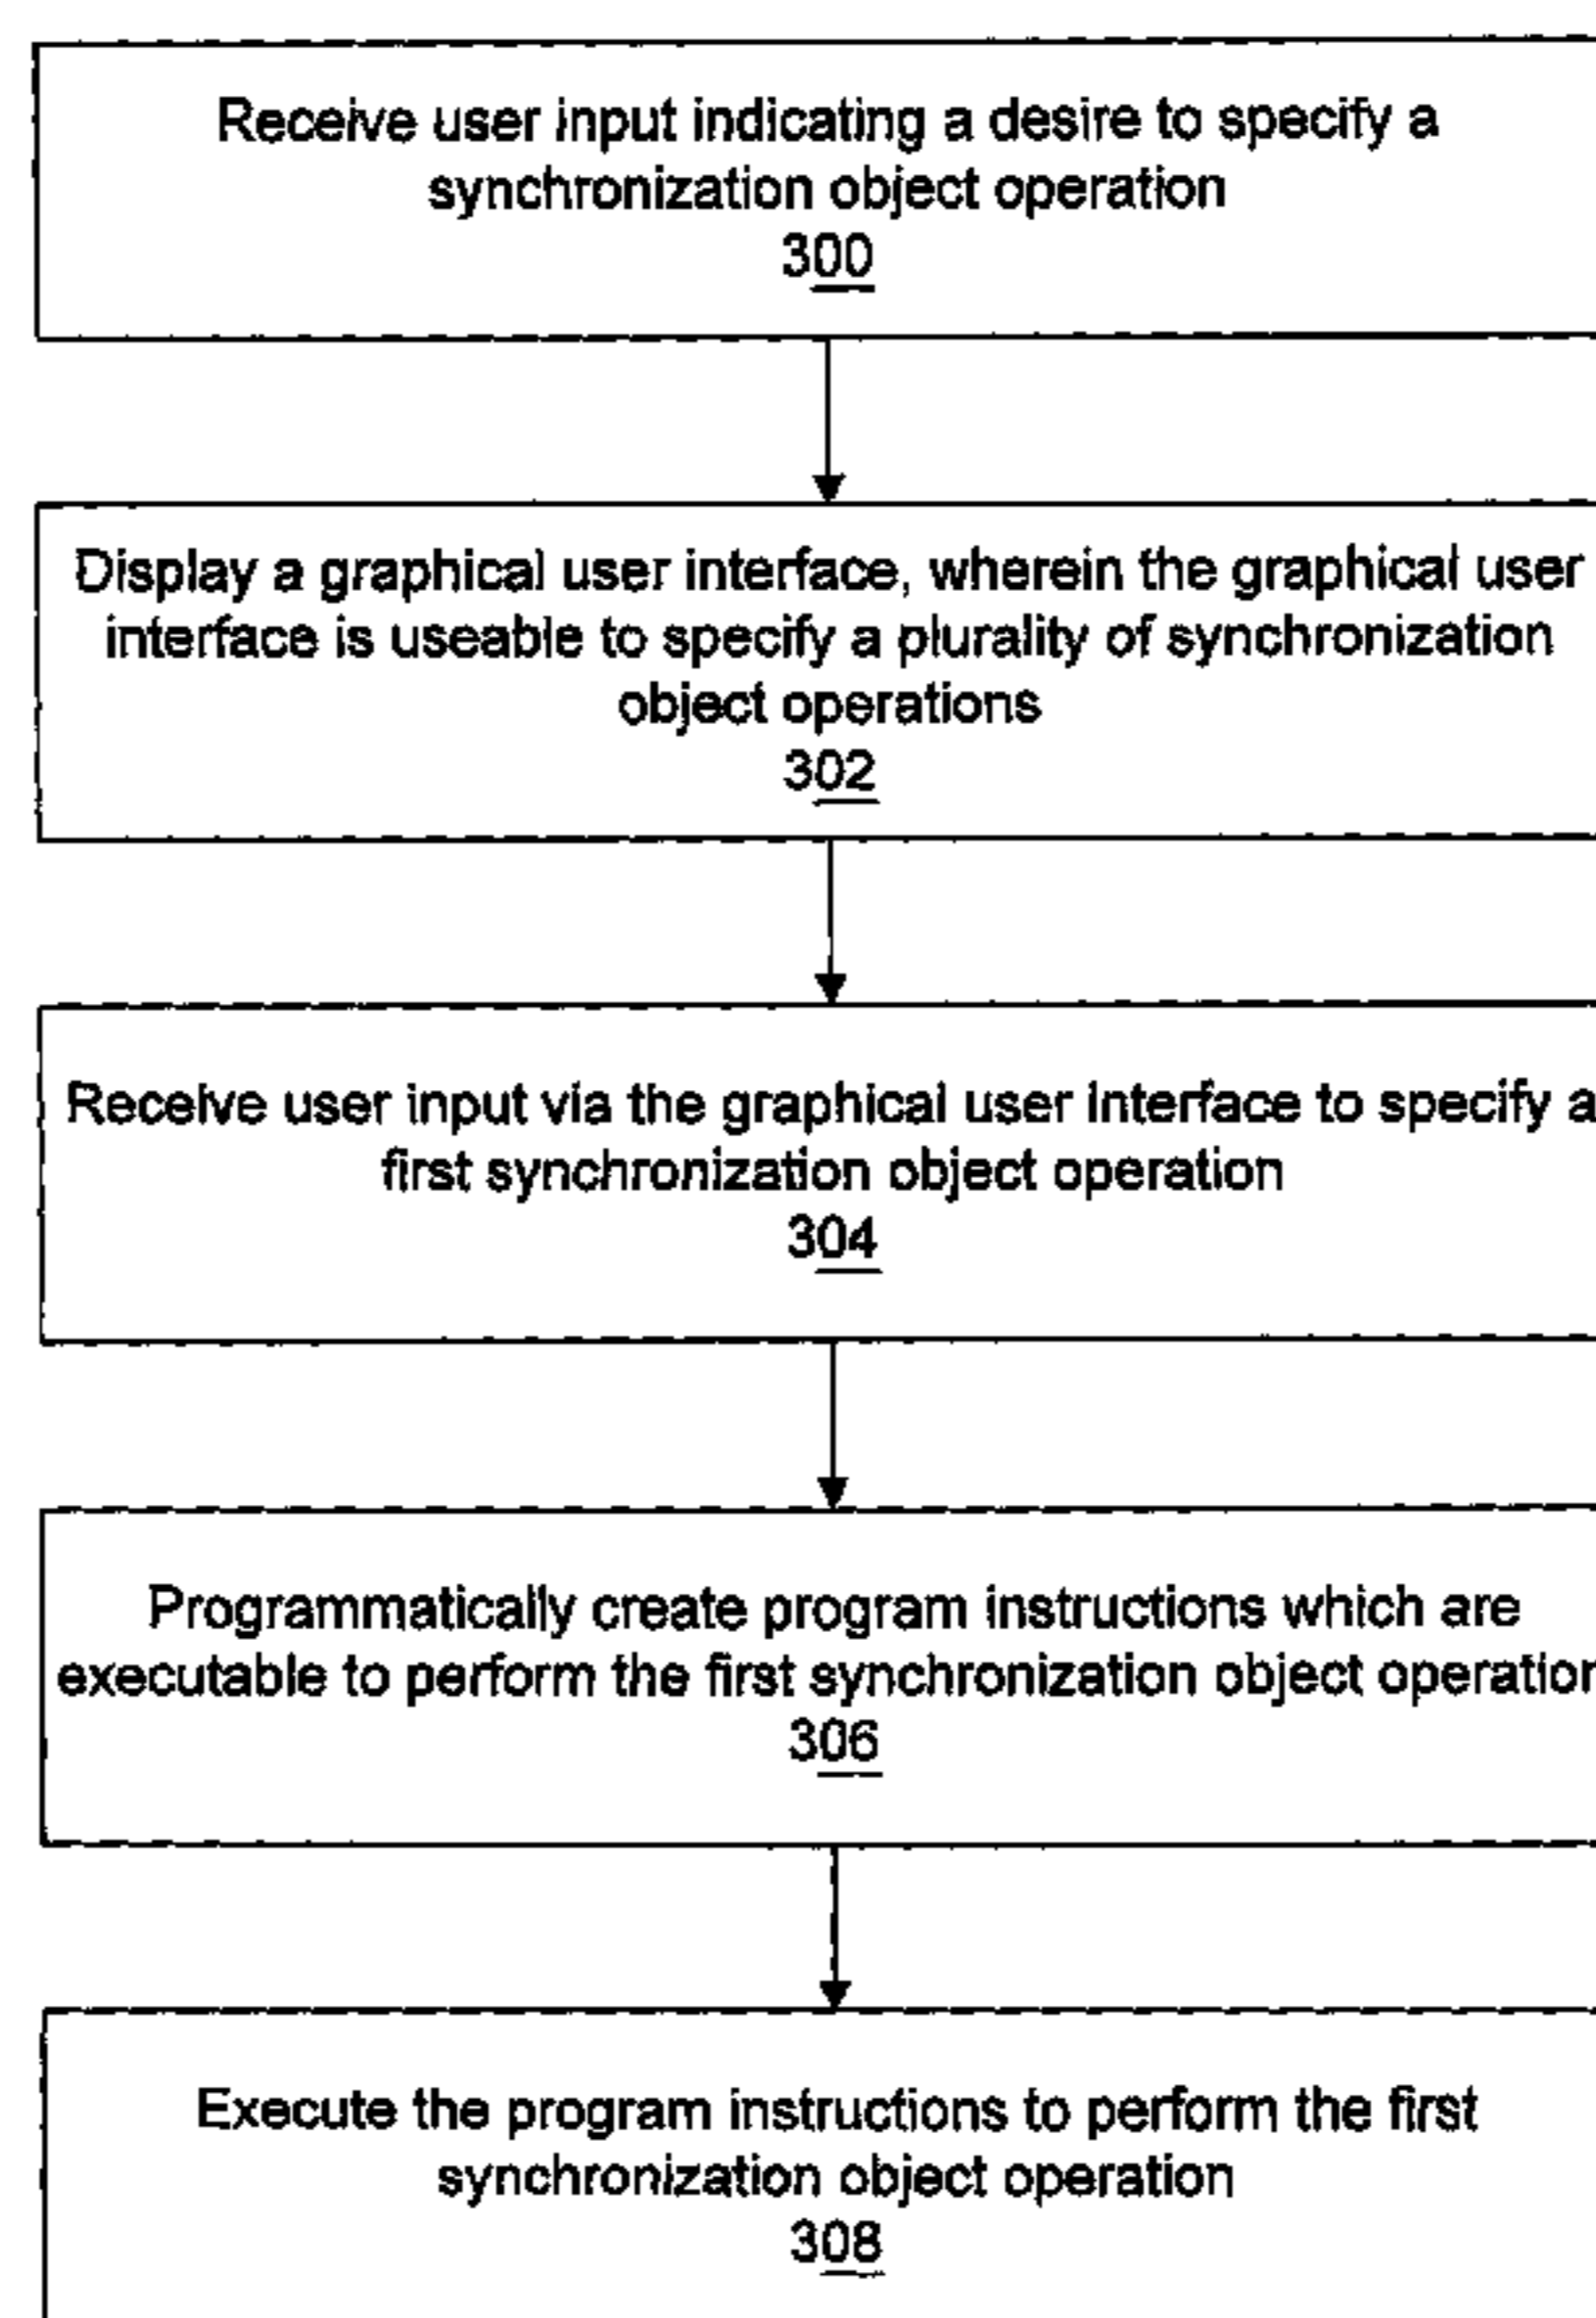 Receive user input indicating a desire to specify a
synchronization object operation
300
Display a graphical user interface, wherein the graphical user
interface is useable to specify a plurality of synchronization
object operations
302
Receive user input via the graphical user interface to specify a
first synchronization object operation
304
Programmatically create program instructions which are
executable to perform the first synchronization object operation
306
Execute the program instructions to perform the first
synchronization object operation
308